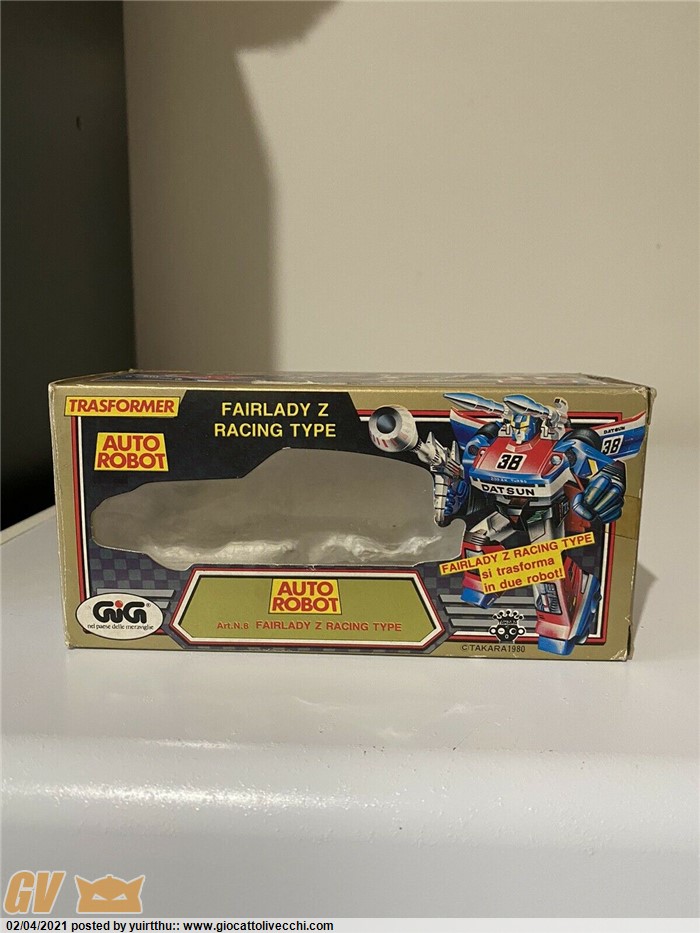 TRASFORMER
FAIRLADY Z
RACING TYPE
AUTO
ROBOT
38
DATSUN
DATSUN
38
FAIRLADY Z RACING TYPE
si trasforma
in due robot!
GiG®
nel paese delle meraviglie
AUTO
ROBOT
Art.N.8 FAIRLADY Z RACING TYPE
©TAKARA1980
GV
02/04/2021 posted by yuirtthu:: www.giocattolivecchi.com